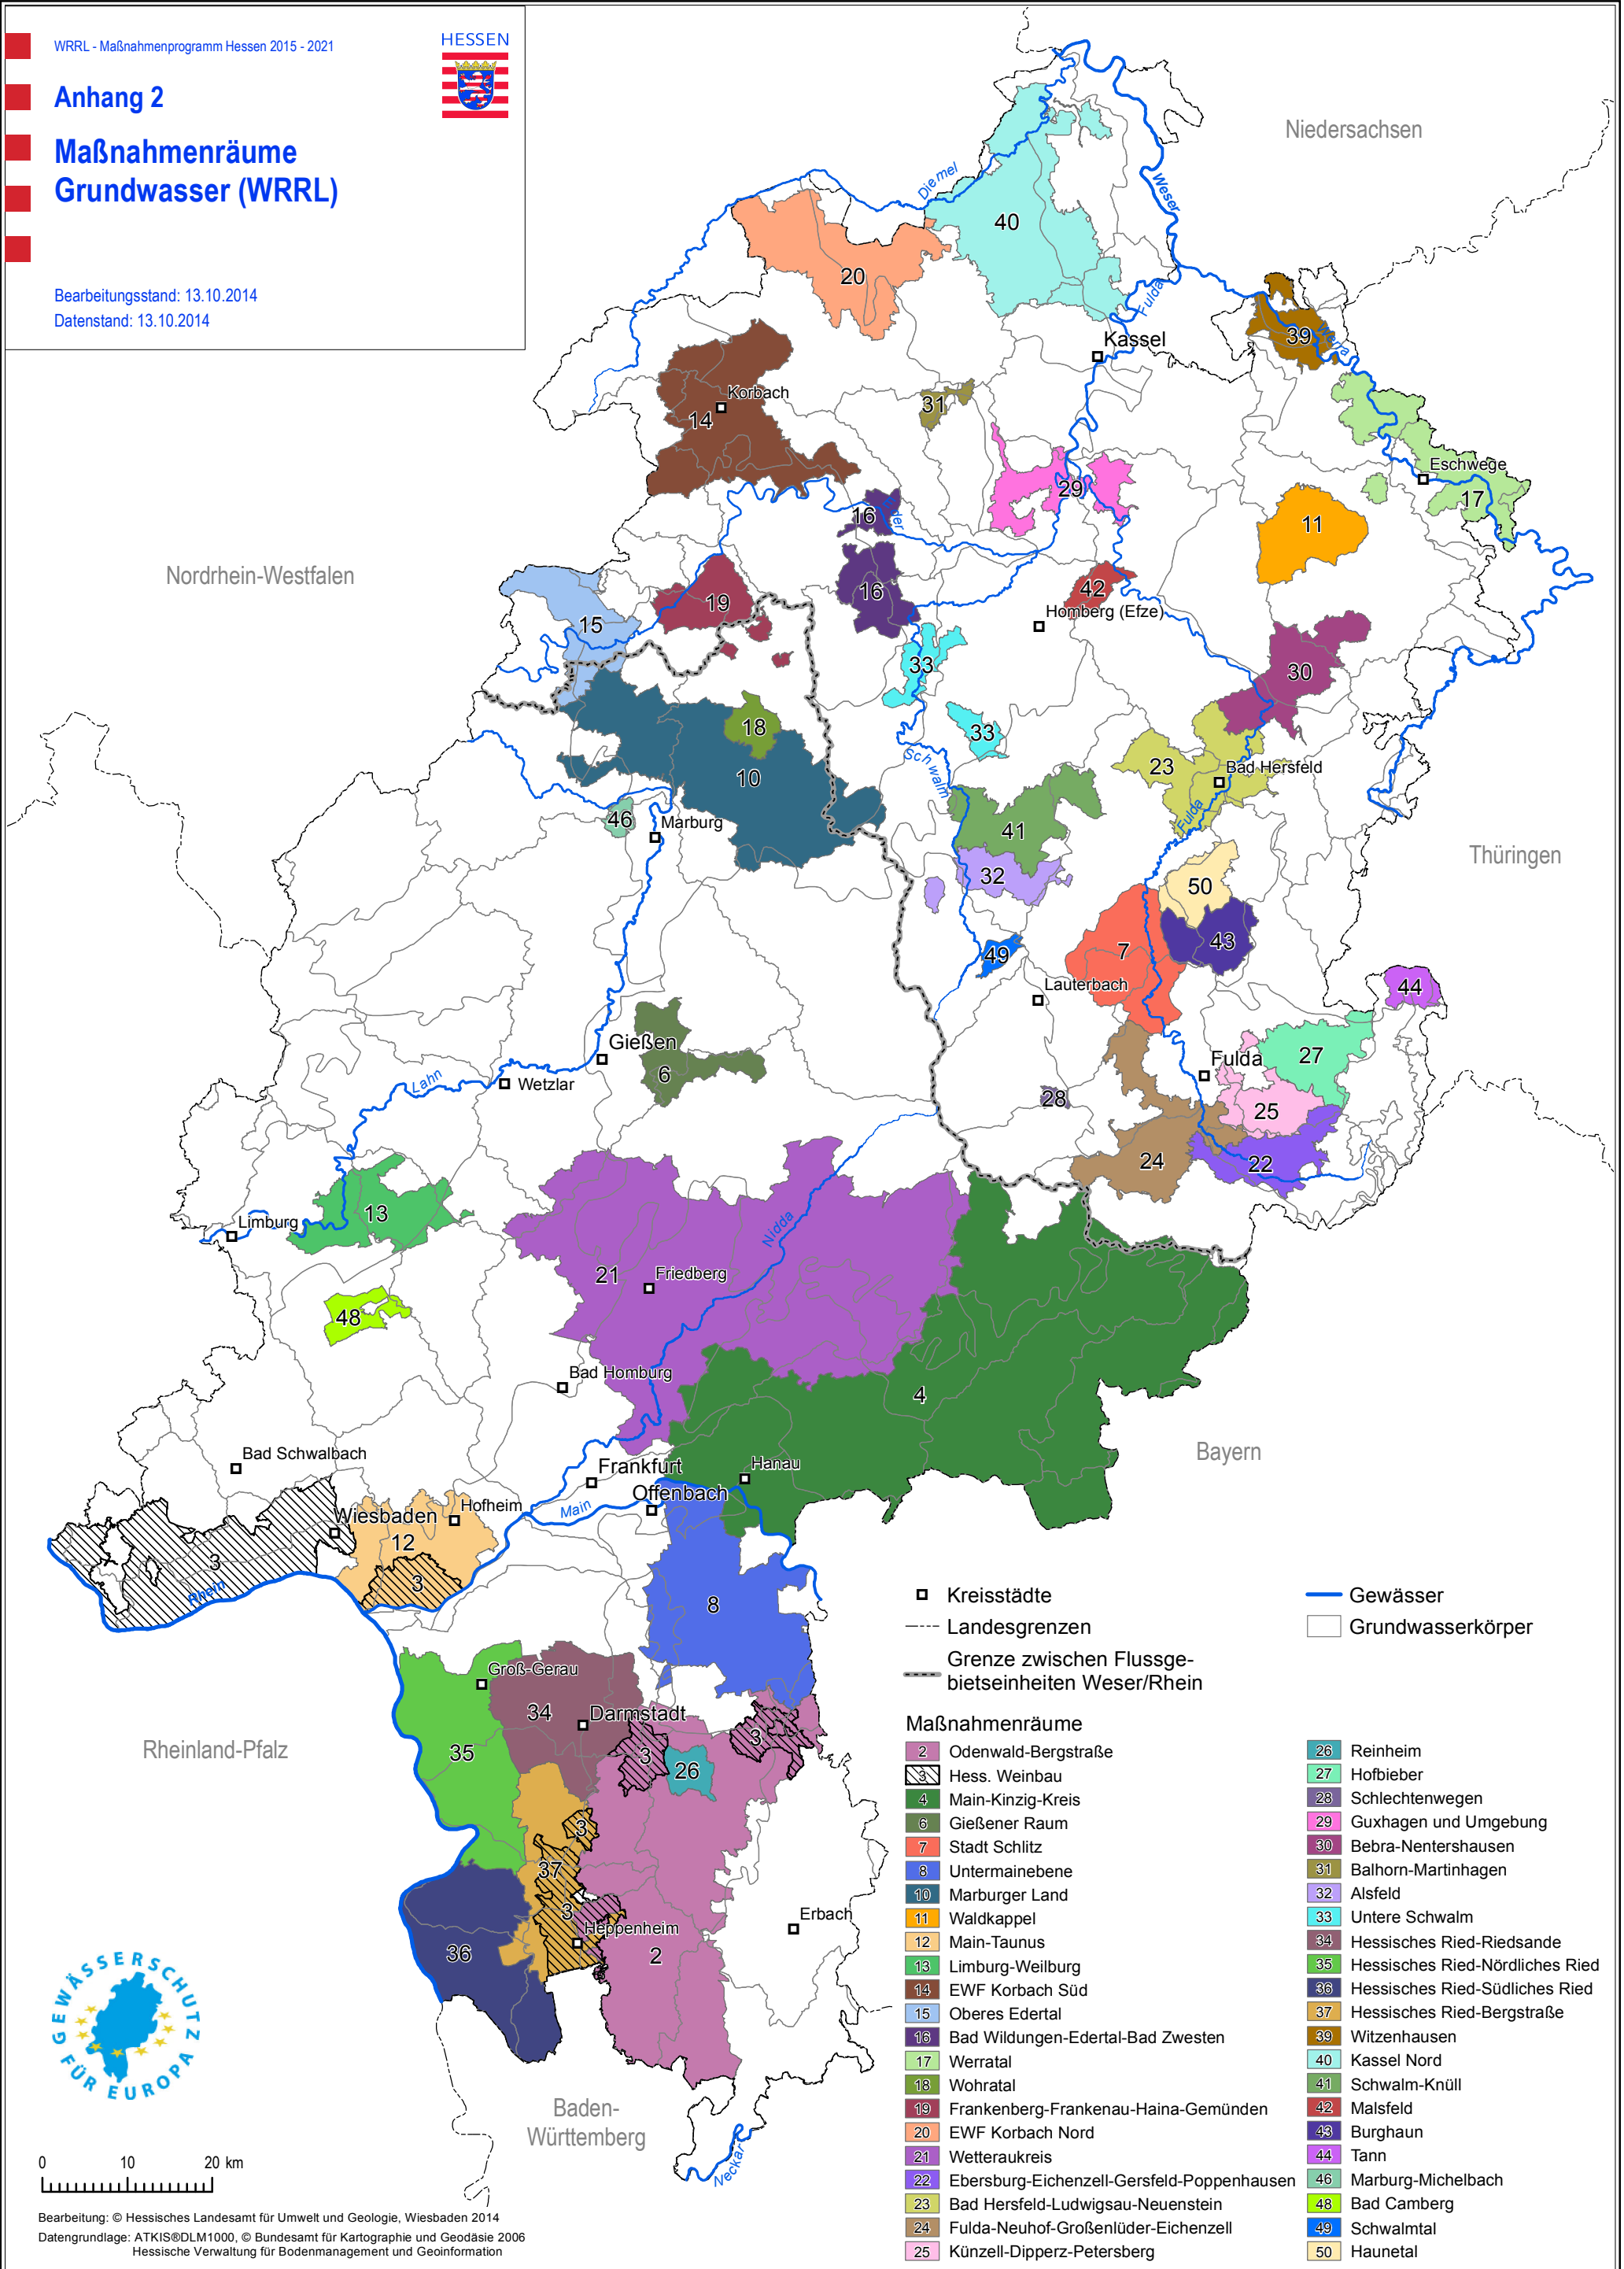 WRRL - Maßnahmenprogramm Hessen 2015 - 2021
HESSEN
Anhang 2
Maßnahmenräume
Grundwasser (WRRL)
Bearbeitungsstand: 13.10.2014
Datenstand: 13.10.2014
Niedersachsen
Diemel
Weser
40
20
Fulda
39
Werra
Kassel
Korbach
14
31
Eschwege
17
29
11
16
Eder
Nordrhein-Westfalen
16
42
19
Homberg (Efze)
15
33
30
18
33
Schwalm
23
Bad Hersfeld
10
Fulda
46
Marburg
41
Thüringen
32
50
43
7
49
44
Lauterbach
Gießen
Fulda
27
6
Lahn
Wetzlar
28
25
24
22
13
Limburg
Nidda
21
Friedberg
48
Bad Homburg
4
Bayern
Bad Schwalbach
Frankfurt
Hanau
Offenbach
Main
Hofheim
Wiesbaden
12
3
3
Rhein
8
Groß-Gerau
34
Darmstadt
3
3
35
26
Rheinland-Pfalz
3
37
3
Heppenheim
Erbach
36
2
Baden-
Württemberg
Neckar
Kreisstädte
Landesgrenzen
Grenze zwischen Flussge-
bietseinheiten Weser/Rhein
Gewässer
Grundwasserkörper
Maßnahmenräume
2 Odenwald-Bergstraße
3 Hess. Weinbau
4 Main-Kinzig-Kreis
6 Gießener Raum
7 Stadt Schlitz
8 Untermainebene
10 Marburger Land
11 Waldkappel
12 Main-Taunus
13 Limburg-Weilburg
14 EWF Korbach Süd
15 Oberes Edertal
16 Bad Wildungen-Edertal-Bad Zwesten
17 Werratal
18 Wohratal
19 Frankenberg-Frankenau-Haina-Gemünden
20 EWF Korbach Nord
21 Wetteraukreis
22 Ebersburg-Eichenzell-Gersfeld-Poppenhausen
23 Bad Hersfeld-Ludwigsau-Neuenstein
24 Fulda-Neuhof-Großenlüder-Eichenzell
25 Künzell-Dipperz-Petersberg
26 Reinheim
27 Hofbieber
28 Schlechtenwegen
29 Guxhagen und Umgebung
30 Bebra-Nentershausen
31 Balhorn-Martinhagen
32 Alsfeld
33 Untere Schwalm
34 Hessisches Ried-Riedsande
35 Hessisches Ried-Nördliches Ried
36 Hessisches Ried-Südliches Ried
37 Hessisches Ried-Bergstraße
39 Witzenhausen
40 Kassel Nord
41 Schwalm-Knüll
42 Malsfeld
43 Burghaun
44 Tann
46 Marburg-Michelbach
48 Bad Camberg
49 Schwalmtal
50 Haunetal
GEWÄSSERSCHUTZ
FÜR EUROPA
0 10 20 km
Bearbeitung: © Hessisches Landesamt für Umwelt und Geologie, Wiesbaden 2014
Datengrundlage: ATKIS®DLM1000, © Bundesamt für Kartographie und Geodäsie 2006
Hessische Verwaltung für Bodenmanagement und Geoinformation